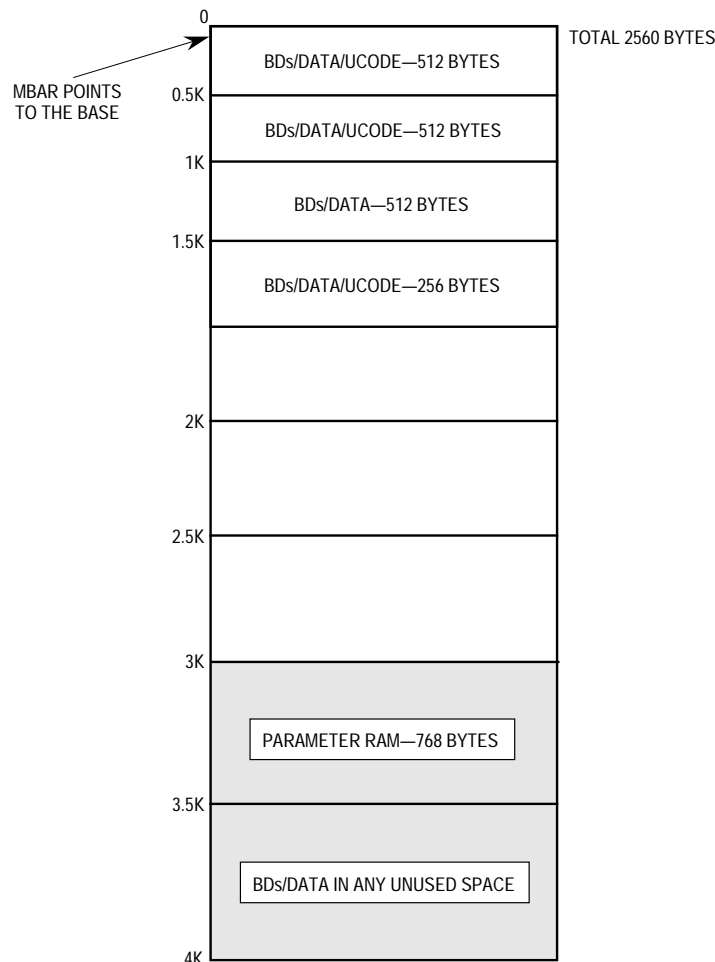 0
TOTAL 2560 BYTES
BDs/DATA/UCODE—512 BYTES
MBAR POINTS
TO THE BASE
0.5K
BDs/DATA/UCODE—512 BYTES
1K
BDs/DATA—512 BYTES
1.5K
BDs/DATA/UCODE—256 BYTES
2K
2.5K
3K
PARAMETER RAM—768 BYTES
3.5K
BDs/DATA IN ANY UNUSED SPACE
4K